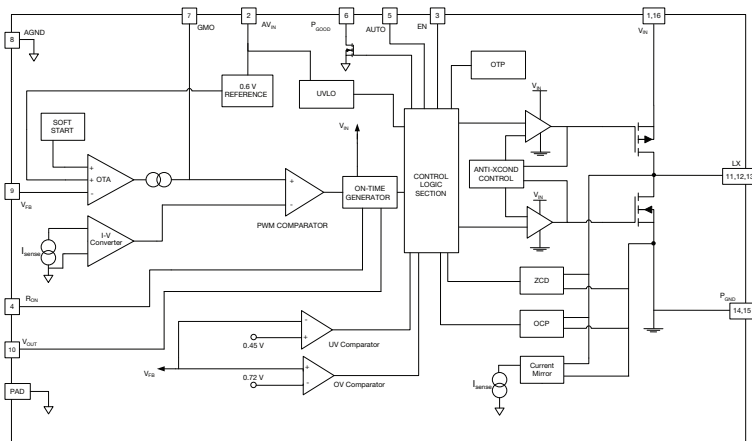 7
2
6
5
3
1,16
8
AGND
GMO
AVIN
PGOOD
AUTO
EN
VIN
OTP
0.6 V
REFERENCE
UVLO
VIN
SOFT
START
VIN
CONTROL
LOGIC
SECTION
ANTI-XCOND
CONTROL
LX
11,12,13
+
+ OTA
-
+
-
ON-TIME
GENERATOR
9
VFB
PWM COMPARATOR
VIN
I-V
Converter
Isense
ZCD
4
RON
PGND
14,15
OCP
10
VOUT
-
+
0.45 V
UV Comparator
VFB
+
-
0.72 V
OV Comparator
Current
Mirror
Isense
PAD